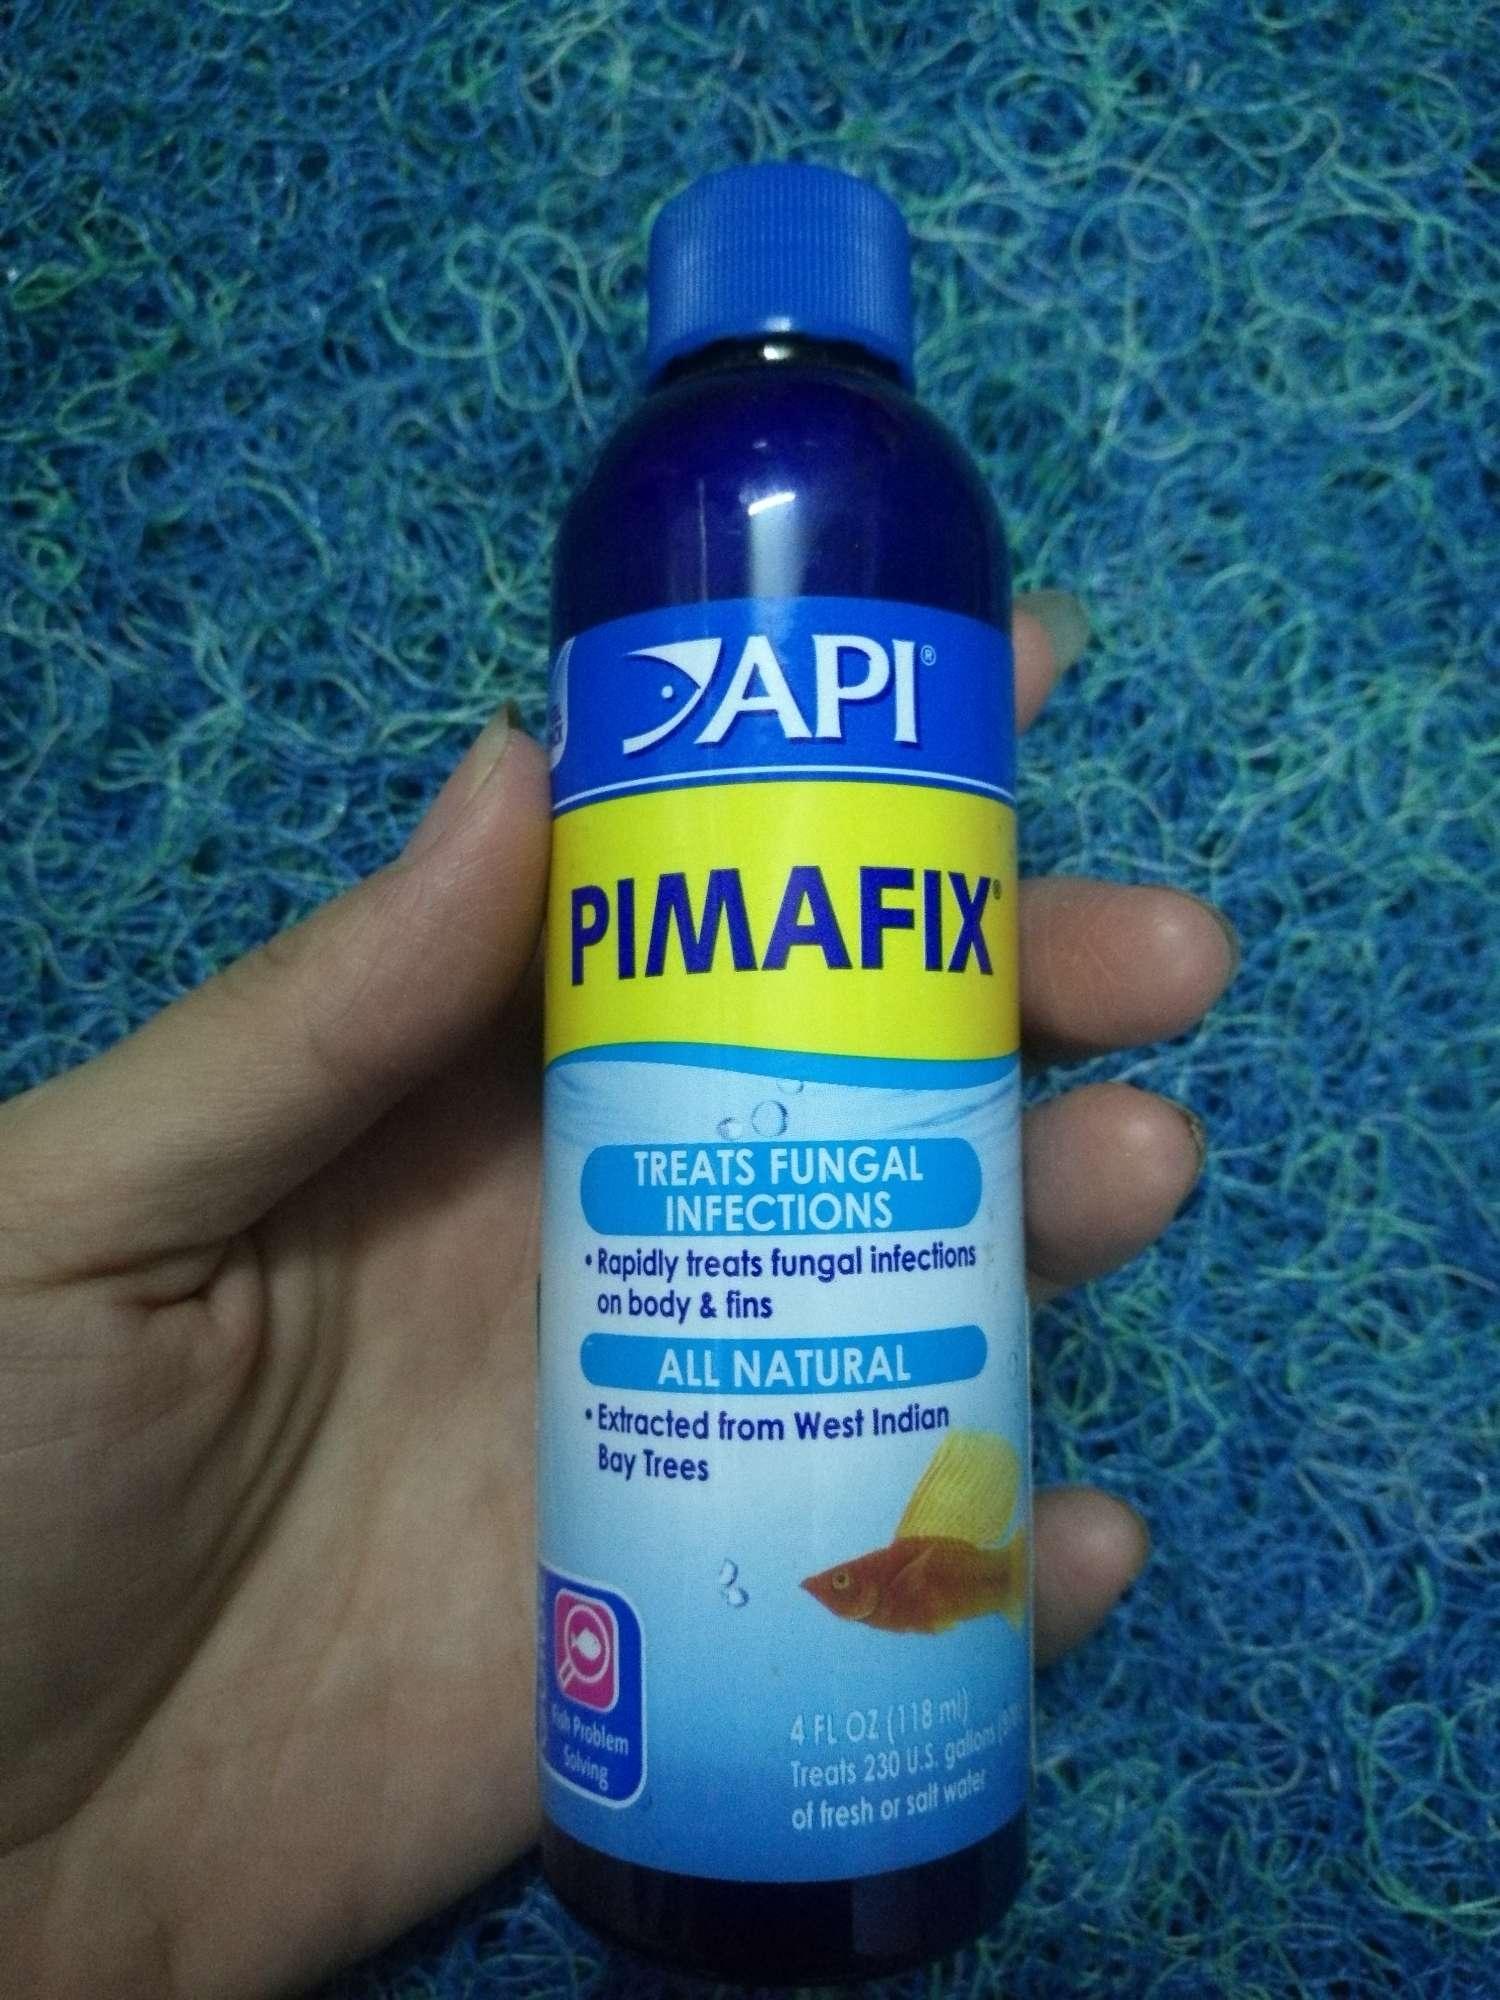 API®
PIMAFIX®
TREATS FUNGAL
INFECTIONS
• Rapidly treats fungal infections
on body & fins
ALL NATURAL
• Extracted from West Indian
Bay Trees
Fish Problem
Solving
4 FL OZ (118 ml)
Treats 230 U.S. gallons
of fresh or salt water